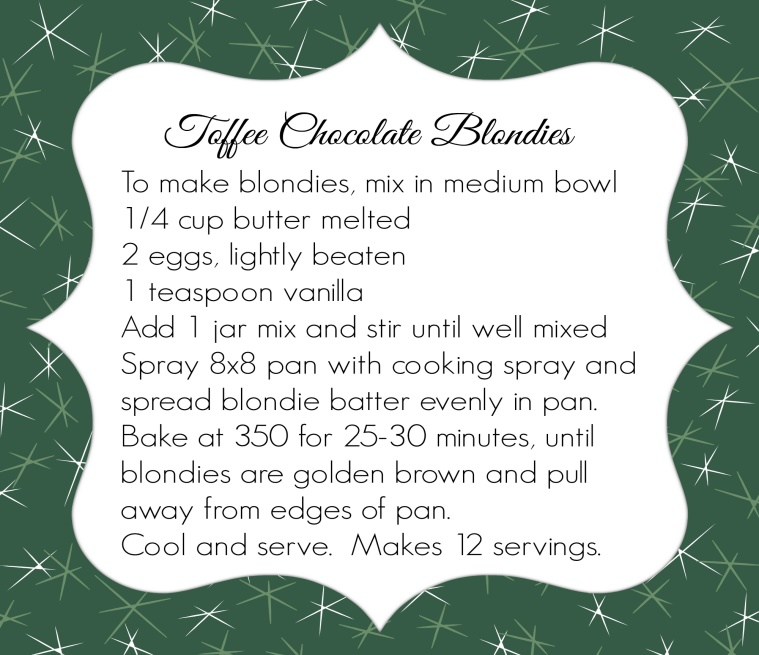 Toffee Chocolate Blondies
To make blondies, mix in medium bowl
1/4 cup butter melted
2 eggs, lightly beaten
1 teaspoon vanilla
Add 1 jar mix and stir until well mixed
Spray 8x8 pan with cooking spray and
spread blondie batter evenly in pan.
Bake at 350 for 25-30 minutes, until
blondies are golden brown and pull
away from edges of pan.
Cool and serve.  Makes 12 servings.